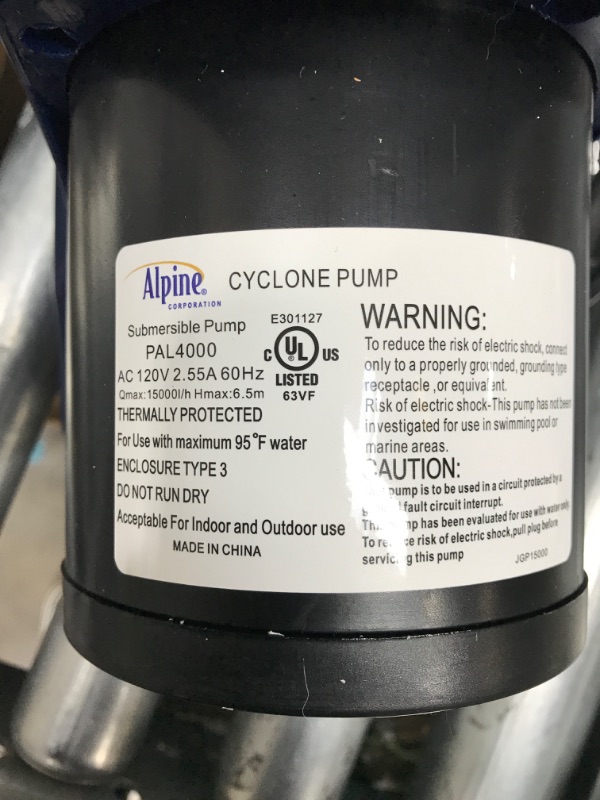 Alpine®
CORPORATION
CYCLONE PUMP
Submersible Pump
PAL4000
AC 120V 2.55A 60Hz
Qmax:15000l/h Hmax:6.5m
E301127
C UL® US
LISTED
63VF
THERMALLY PROTECTED
For Use with maximum 95°F water
ENCLOSURE TYPE 3
DO NOT RUN DRY
Acceptable For Indoor and Outdoor use
MADE IN CHINA
WARNING:
To reduce the risk of electric shock, connect
only to a properly grounded, grounding type
receptacle ,or equivalent.
Risk of electric shock-This pump has not been
investigated for use in swimming pool or
marine areas.
CAUTION:
pump is to be used in a circuit protected by a
fault circuit interrupt.
has been evaluated for use with water only.
To risk of electric shock,pull plug before
this pump
JGP15000